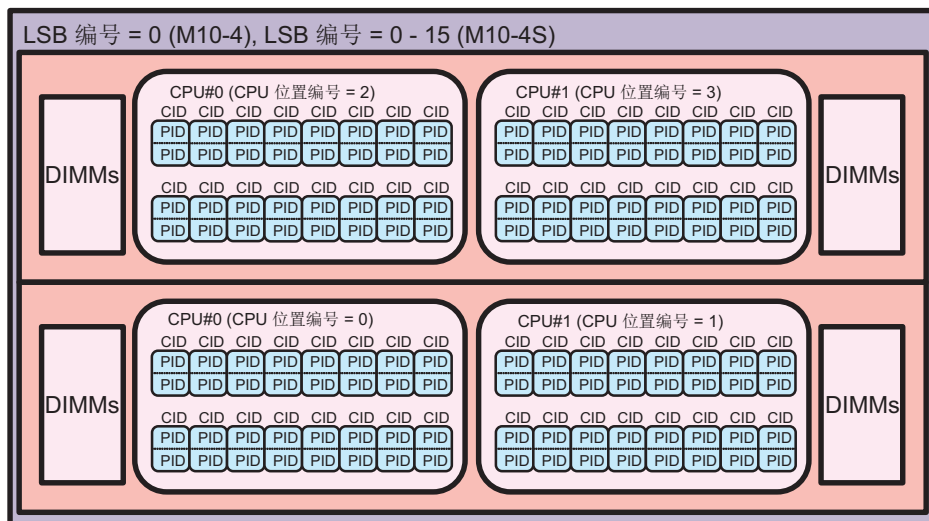 LSB 编号 = 0 (M10-4), LSB 编号 = 0 - 15 (M10-4S)
DIMMs
CPU#0 (CPU 位置编号 = 2)
CID CID CID CID CID CID CID CID
PID PID PID PID PID PID PID PID
PID PID PID PID PID PID PID PID
CID CID CID CID CID CID CID CID
PID PID PID PID PID PID PID PID
PID PID PID PID PID PID PID PID
CPU#1 (CPU 位置编号 = 3)
CID CID CID CID CID CID CID CID
PID PID PID PID PID PID PID PID
PID PID PID PID PID PID PID PID
CID CID CID CID CID CID CID CID
PID PID PID PID PID PID PID PID
PID PID PID PID PID PID PID PID
DIMMs
DIMMs
CPU#0 (CPU 位置编号 = 0)
CID CID CID CID CID CID CID CID
PID PID PID PID PID PID PID PID
PID PID PID PID PID PID PID PID
CID CID CID CID CID CID CID CID
PID PID PID PID PID PID PID PID
PID PID PID PID PID PID PID PID
CPU#1 (CPU 位置编号 = 1)
CID CID CID CID CID CID CID CID
PID PID PID PID PID PID PID PID
PID PID PID PID PID PID PID PID
CID CID CID CID CID CID CID CID
PID PID PID PID PID PID PID PID
PID PID PID PID PID PID PID PID
DIMMs